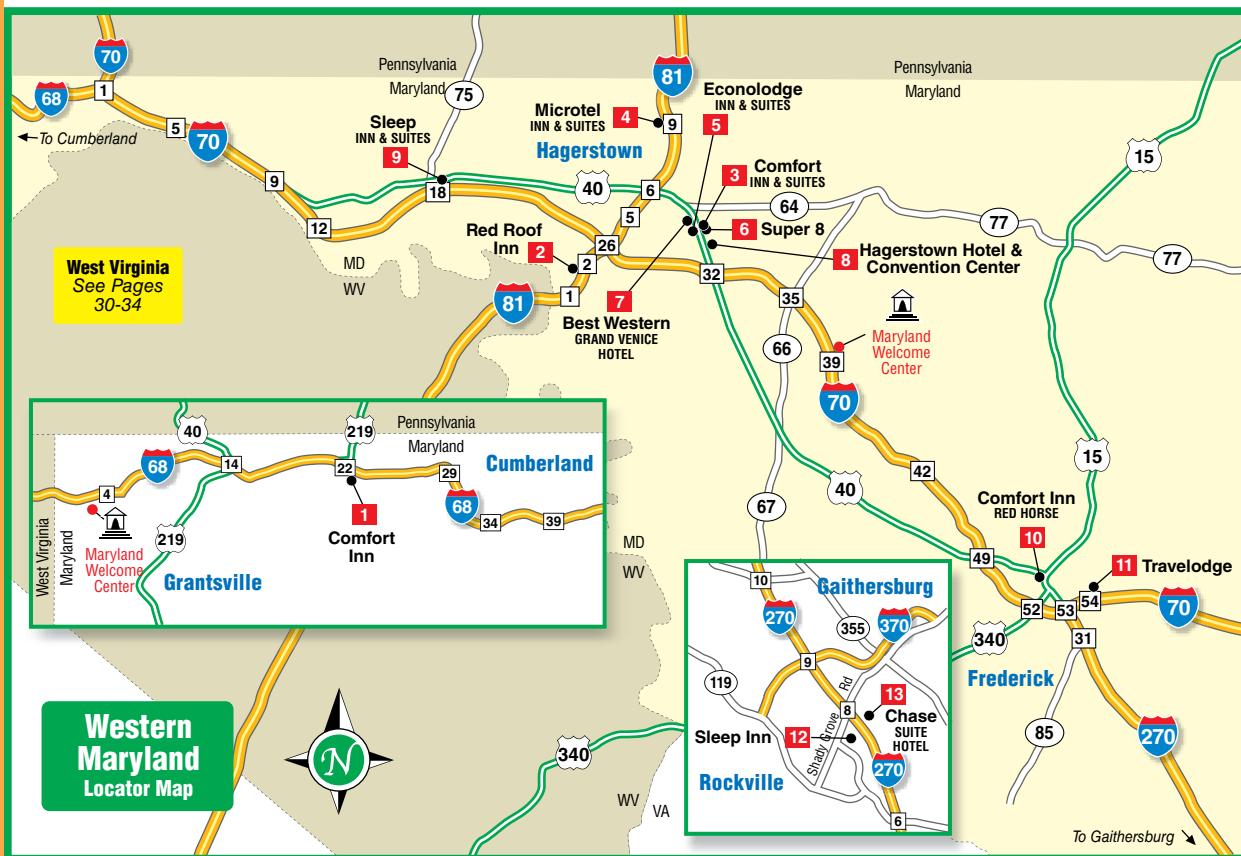 70
68
1
To Cumberland
5
70
9
12
Pennsylvania
Maryland
75
Sleep
INN & SUITES
9
18
81
Microtel
INN & SUITES
4
9
Hagerstown
Econolodge
INN & SUITES
5
3
Comfort
INN & SUITES
Pennsylvania
Maryland
15
40
6
5
64
77
77
6
Super 8
8
Hagerstown Hotel &
Convention Center
Red Roof
Inn
2
26
2
1
81
32
35
7
Best Western
GRAND VENICE
HOTEL
MD
WV
West Virginia
See Pages
30-34
66
Maryland
Welcome
Center
39
70
42
15
40
67
49
Comfort Inn
RED HORSE
10
11
Travelodge
52
53
54
70
340
31
Frederick
85
270
To Gaithersburg
40
219
Pennsylvania
Maryland
68
14
22
29
Cumberland
4
68
34
39
1
Comfort
Inn
West Virginia
Maryland
Maryland
Welcome
Center
219
Grantsville
MD
WV
10
Gaithersburg
270
355
370
9
119
Shady Grove Rd
8
13
Chase
SUITE
HOTEL
Sleep Inn
12
270
Rockville
6
Western
Maryland
Locator Map
N
340
WV
VA